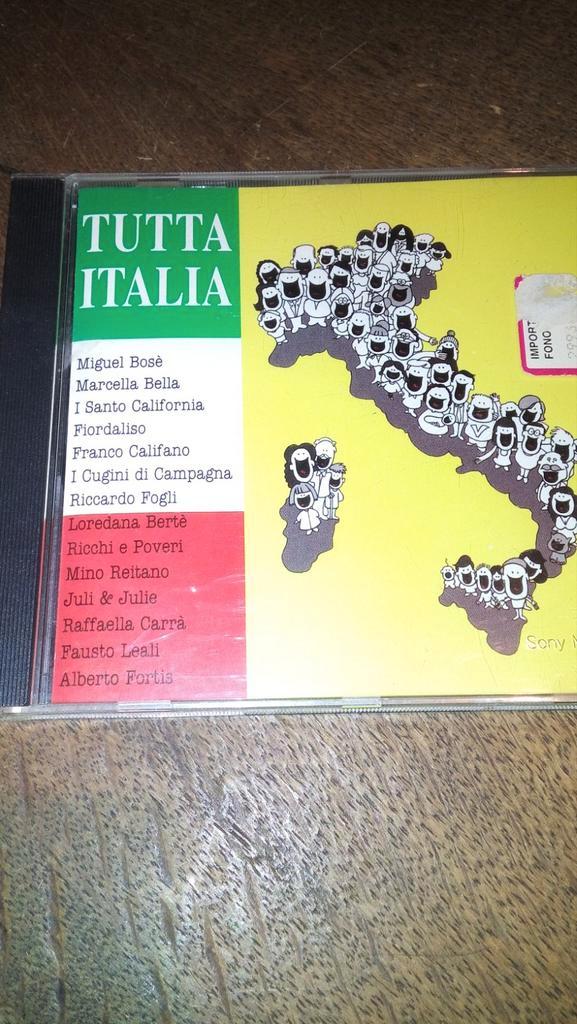 TUTTA
ITALIA
Miguel Bosè
Marcella Bella
I Santo California
Fiordaliso
Franco Califano
I Cugini di Campagna
Riccardo Fogli
Loredana Bertè
Ricchi e Poveri
Mino Reitano
Juli & Julie
Raffaella Carrà
Fausto Leali
Alberto Fortis
IMPORT
FONO
Sony